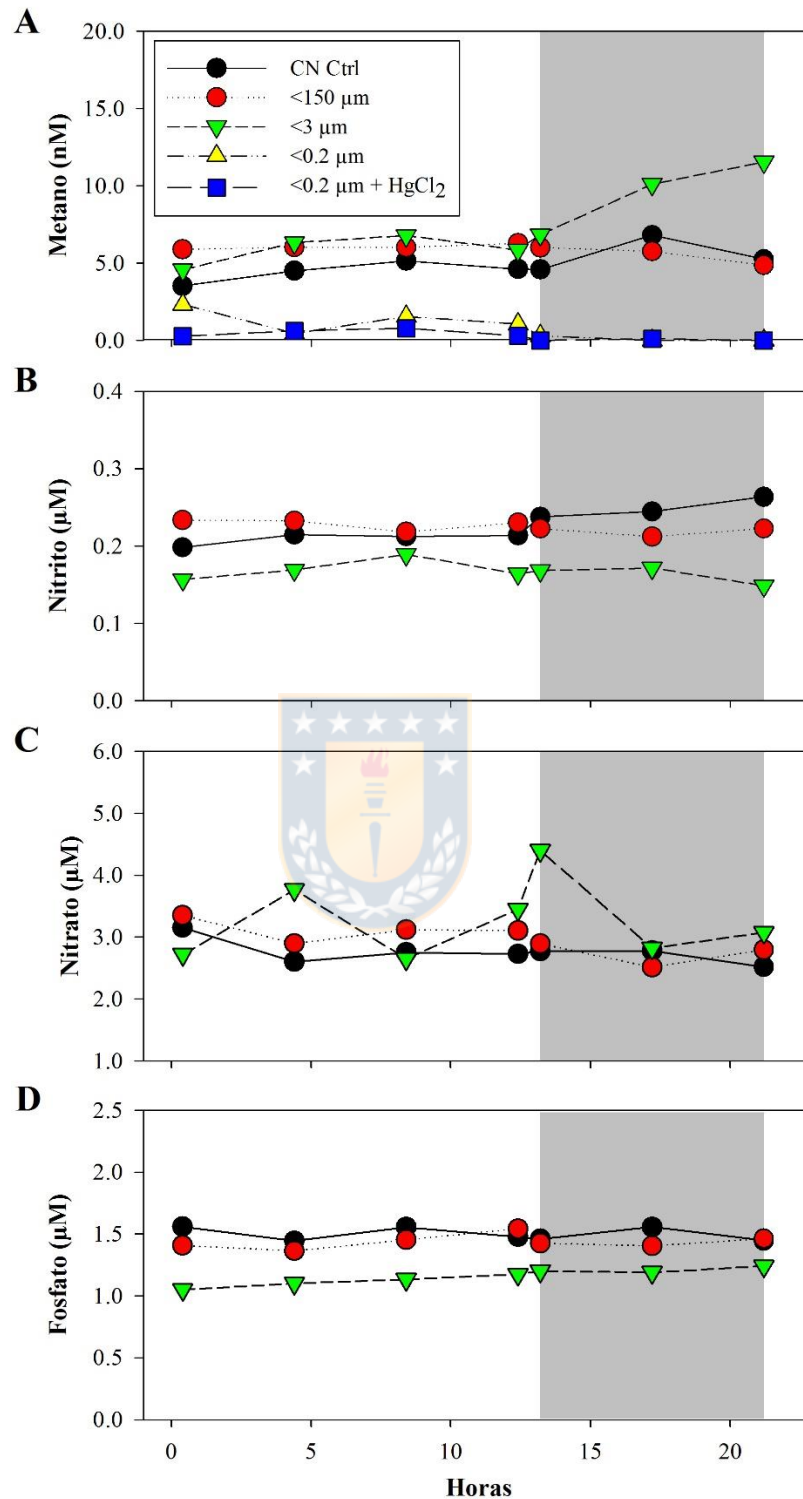 A
Metano (nM)
20.0
15.0
10.0
5.0
0.0
CN Ctrl
<150 µm
<3 µm
<0.2 µm
<0.2 µm + HgCl2
B
Nitrito (µM)
0.4
0.3
0.2
0.1
0.0
C
Nitrato (µM)
6.0
5.0
4.0
3.0
2.0
1.0
D
Fosfato (µM)
2.5
2.0
1.5
1.0
0.5
0.0
0 5 10 15 20
Horas